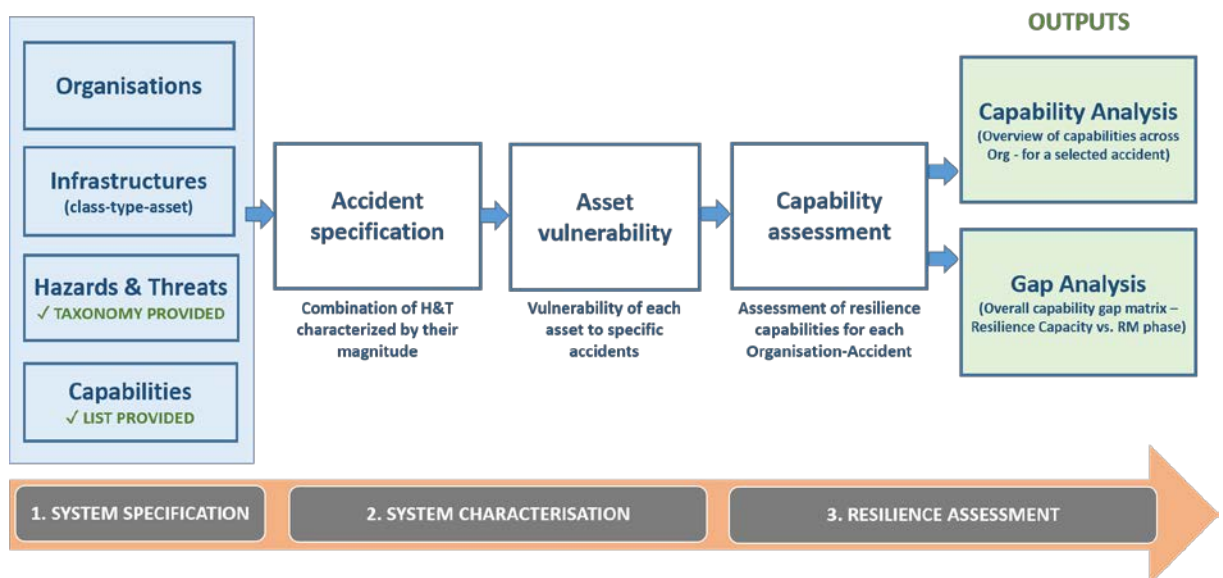 OUTPUTS
Organisations
Infrastructures
(class-type-asset)
Hazards & Threats
✓ TAXONOMY PROVIDED
Capabilities
✓ LIST PROVIDED
Accident
specification
Combination of H&T
characterized by their
magnitude
Asset
vulnerability
Vulnerability of each
asset to specific
accidents
Capability
assessment
Assessment of resilience
capabilities for each
Organisation-Accident
Capability Analysis
(Overview of capabilities across
Org - for a selected accident)
Gap Analysis
(Overall capability gap matrix –
Resilience Capacity vs. RM phase)
1. SYSTEM SPECIFICATION
2. SYSTEM CHARACTERISATION
3. RESILIENCE ASSESSMENT